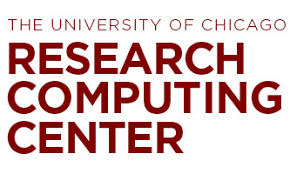 THE UNIVERSITY OF CHICAGO
RESEARCH
COMPUTING
CENTER